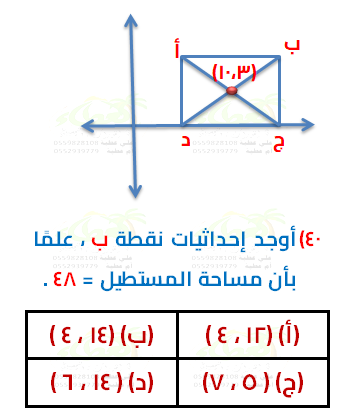 أ ب
(١٠،٣)
د ج
٤٠) أوجد إحداثيات نقطة ب ، علمًا
بأن مساحة المستطيل = ٤٨ .
(أ) (١٢ ، ٤ ) (ب) (١٤ ، ٤ )
(ج) (٥ ، ٧) (د) (١٤ ، ٦ )